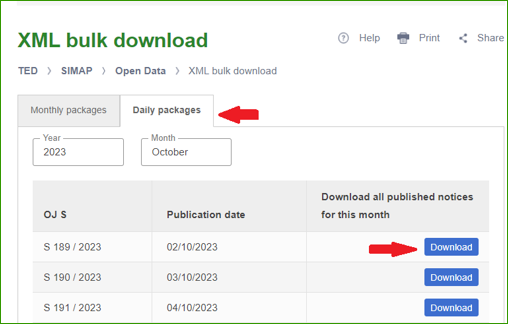 XML bulk download
Help Print Share
TED > SIMAP > Open Data > XML bulk download
Monthly packages Daily packages
Year Month
2023 October
Download all published notices
OJ S Publication date for this month
S 189 / 2023 02/10/2023 Download
S 190 / 2023 03/10/2023 Download
S 191 / 2023 04/10/2023 Download